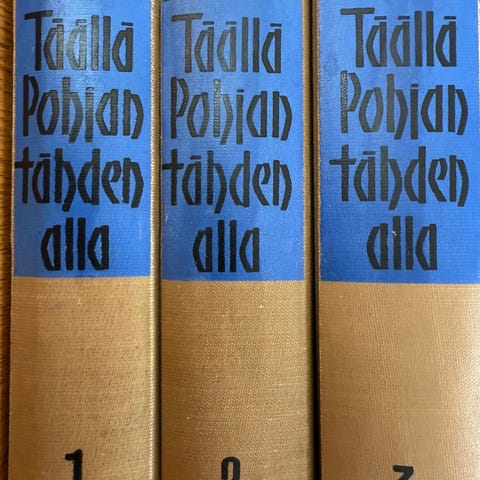 Täällä
Pohjan
tähden
alla
1
Täällä
Pohjan
tähden
alla
2
Täällä
Pohjan
tähden
alla
3